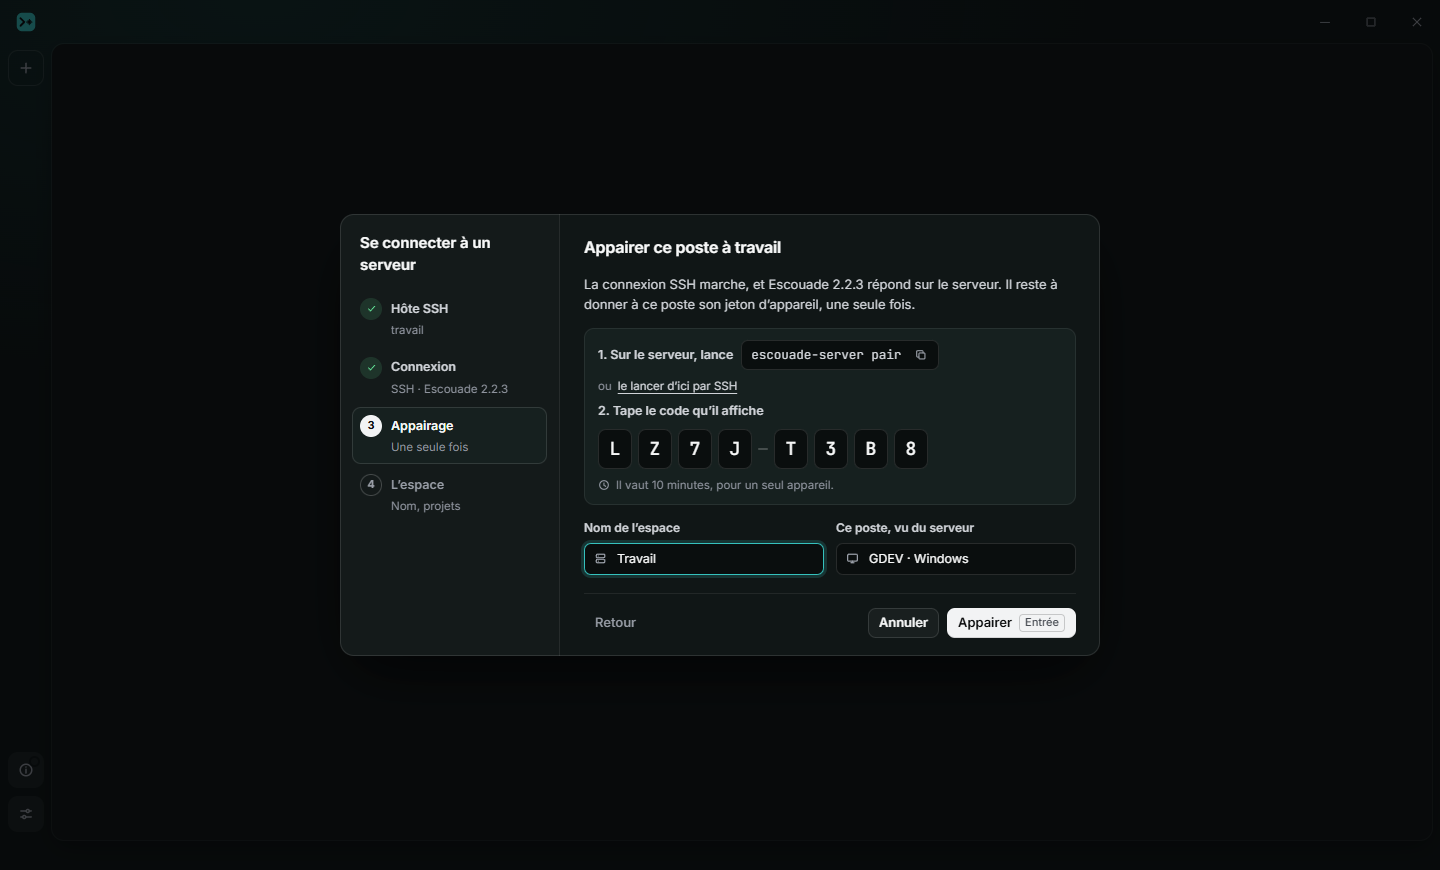 Se connecter à un
serveur
Hôte SSH
travail
Connexion
SSH · Escouade 2.2.3
3 Appairage
Une seule fois
4 L’espace
Nom, projets
Appairer ce poste à travail
La connexion SSH marche, et Escouade 2.2.3 répond sur le serveur. Il reste à
donner à ce poste son jeton d’appareil, une seule fois.
1. Sur le serveur, lance escouade-server pair
ou le lancer d’ici par SSH
2. Tape le code qu’il affiche
L Z 7 J – T 3 B 8
Il vaut 10 minutes, pour un seul appareil.
Nom de l’espace
Travail
Ce poste, vu du serveur
GDEV · Windows
Retour
Annuler
Appairer Entrée